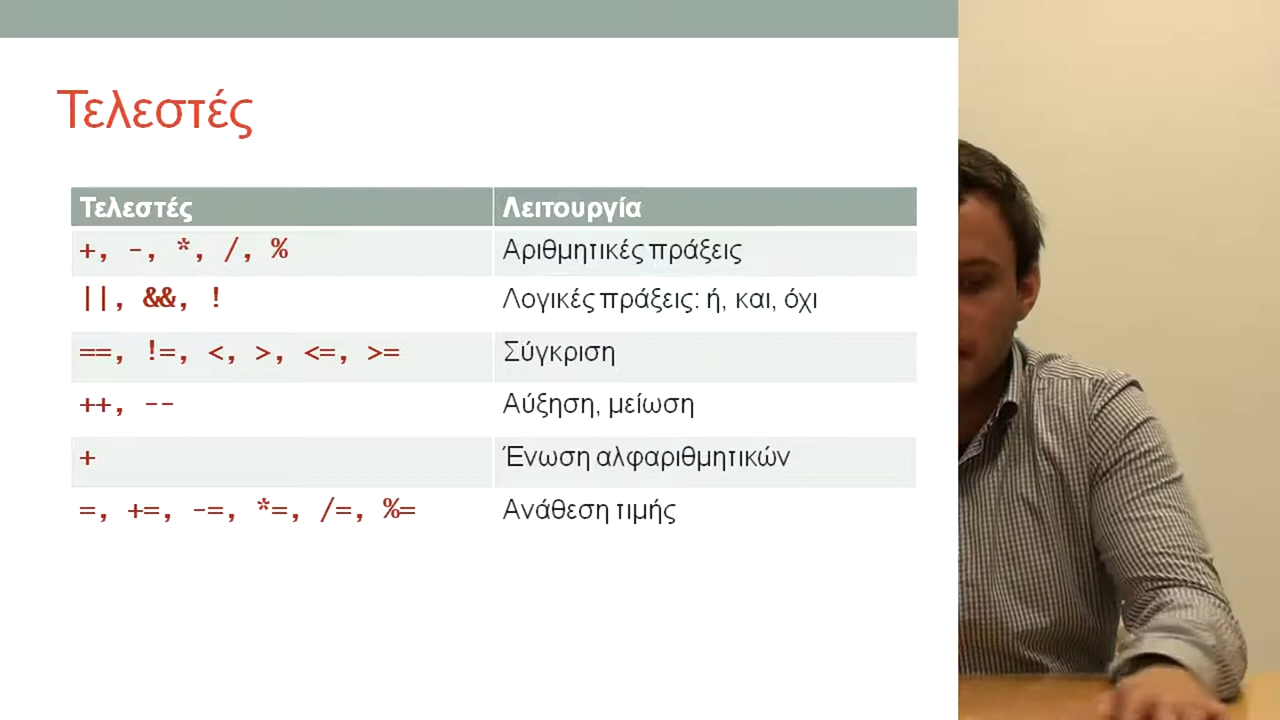 Τελεστές
Τελεστές Λειτουργία
+, -, *, /, % Αριθμητικές πράξεις
||, &&, ! Λογικές πράξεις: ή, και, όχι
==, !=, <, >, <=, >= Σύγκριση
++, -- Αύξηση, μείωση
+ Ένωση αλφαριθμητικών
=, +=, -=, *=, /=, %= Ανάθεση τιμής